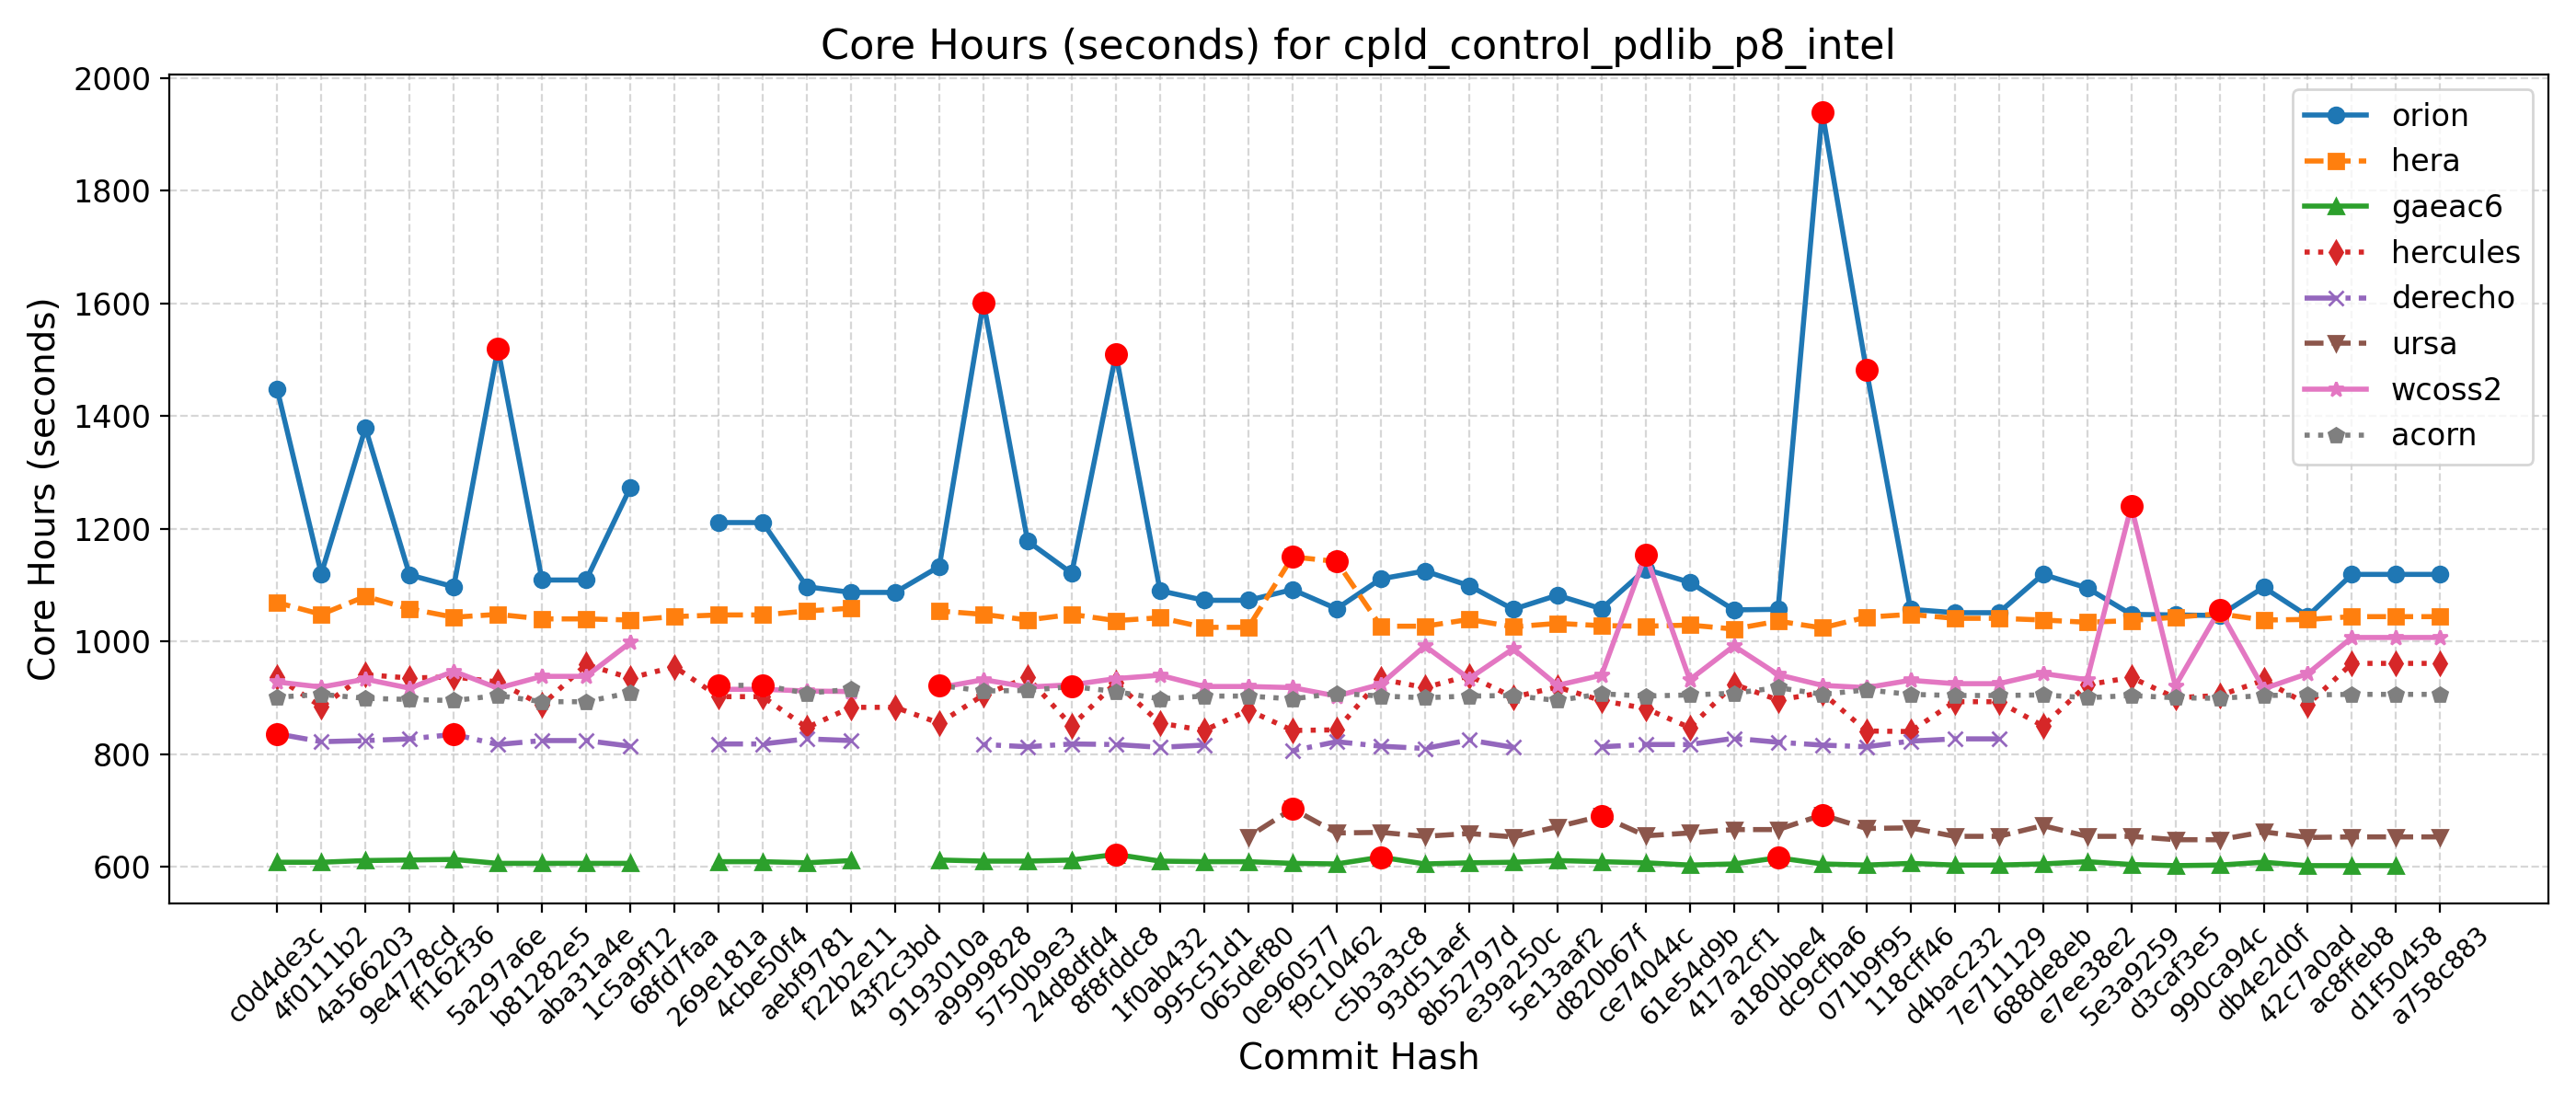 Core Hours (seconds) for cpld_control_pdlib_p8_intel
Core Hours (seconds)
2000
1800
1600
1400
1200
1000
800
600
orion
hera
gaeac6
hercules
derecho
ursa
wcoss2
acorn
c0d4de3c
4f0111b2
4a566203
9e4778cd
ff162f36
5a297a6e
b81282e5
aba31a4e
1c5a9f12
68fd7faa
269e181a
4cbe50f4
aebf9781
f22b2e11
43f2c3bd
9193010a
a9999828
5750b9e3
24d8dfd4
8f8fddc8
1f0ab432
995c51d1
065def80
0e960577
f9c10462
c5b3a3c8
93d51aef
8b52797d
e39a250c
5e13aaf2
d820b67f
ce74044c
61e54d9b
417a2cf1
a180bbe4
dc9cfba6
071b9f95
118cff46
d4bac232
7e711129
688de8eb
e7ee38e2
5e3a9259
d3caf3e5
990ca94c
db4e2d0f
42c7a0ad
ac8ffeb8
d1f50458
a758c883
Commit Hash